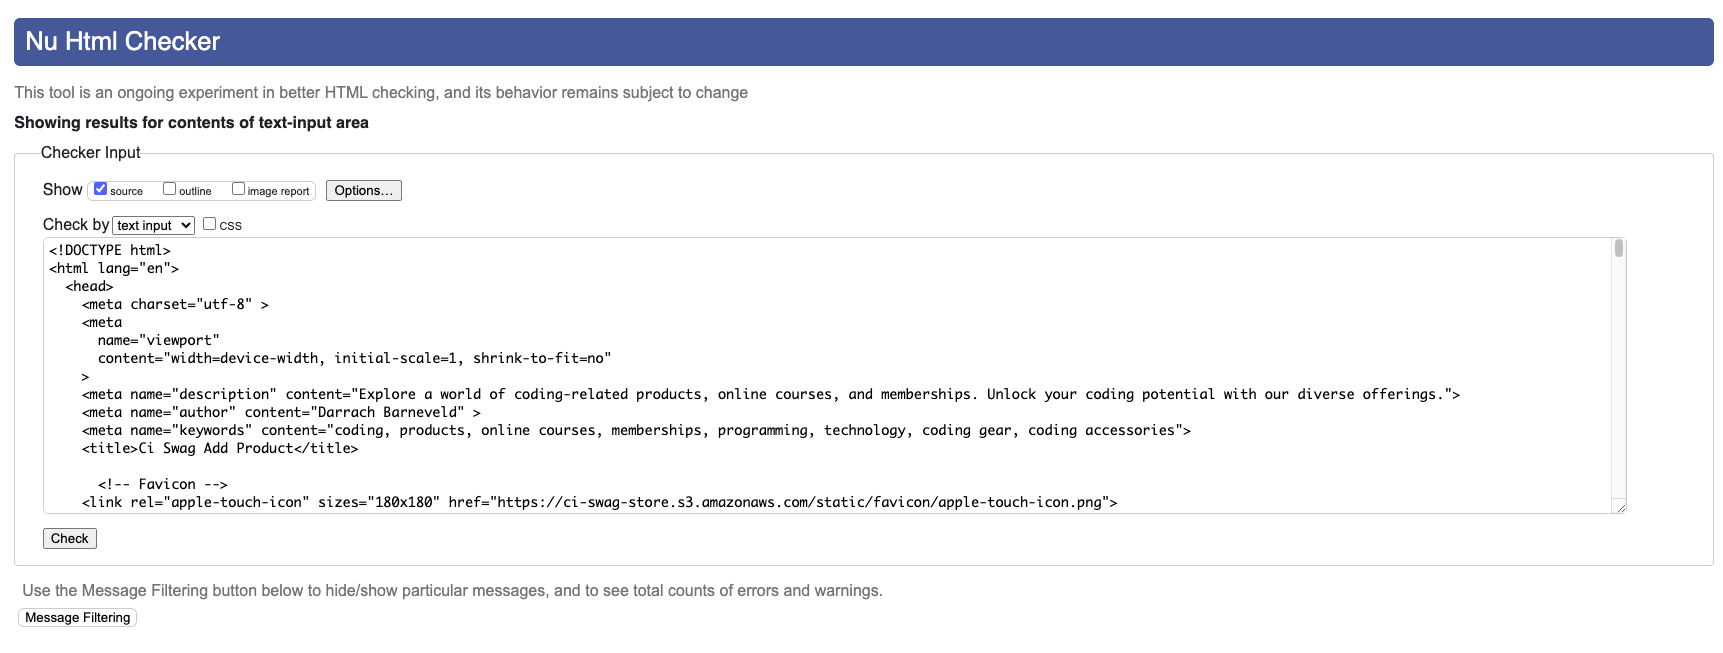 Nu Html Checker
This tool is an ongoing experiment in better HTML checking, and its behavior remains subject to change
Showing results for contents of text-input area
Checker Input
Show source outline image report Options...
Check by text input CSS
<!DOCTYPE html>
<html lang="en">
<head>
<meta charset="utf-8" >
<meta
name="viewport"
content="width=device-width, initial-scale=1, shrink-to-fit=no"
>
<meta name="description" content="Explore a world of coding-related products, online courses, and memberships. Unlock your coding potential with our diverse offerings.">
<meta name="author" content="Darrach Barneveld" >
<meta name="keywords" content="coding, products, online courses, memberships, programming, technology, coding gear, coding accessories">
<title>Ci Swag Add Product</title>
<!-- Favicon -->
<link rel="apple-touch-icon" sizes="180x180" href="https://ci-swag-store.s3.amazonaws.com/static/favicon/apple-touch-icon.png">
Check
Use the Message Filtering button below to hide/show particular messages, and to see total counts of errors and warnings.
Message Filtering